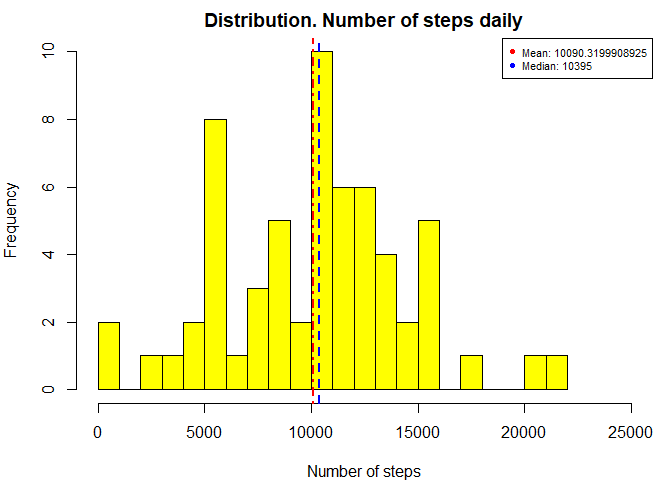 Distribution. Number of steps daily
Mean: 10090.3199908925
Median: 10395
Frequency
10
8
6
4
2
0
0 5000 10000 15000 20000 25000
Number of steps